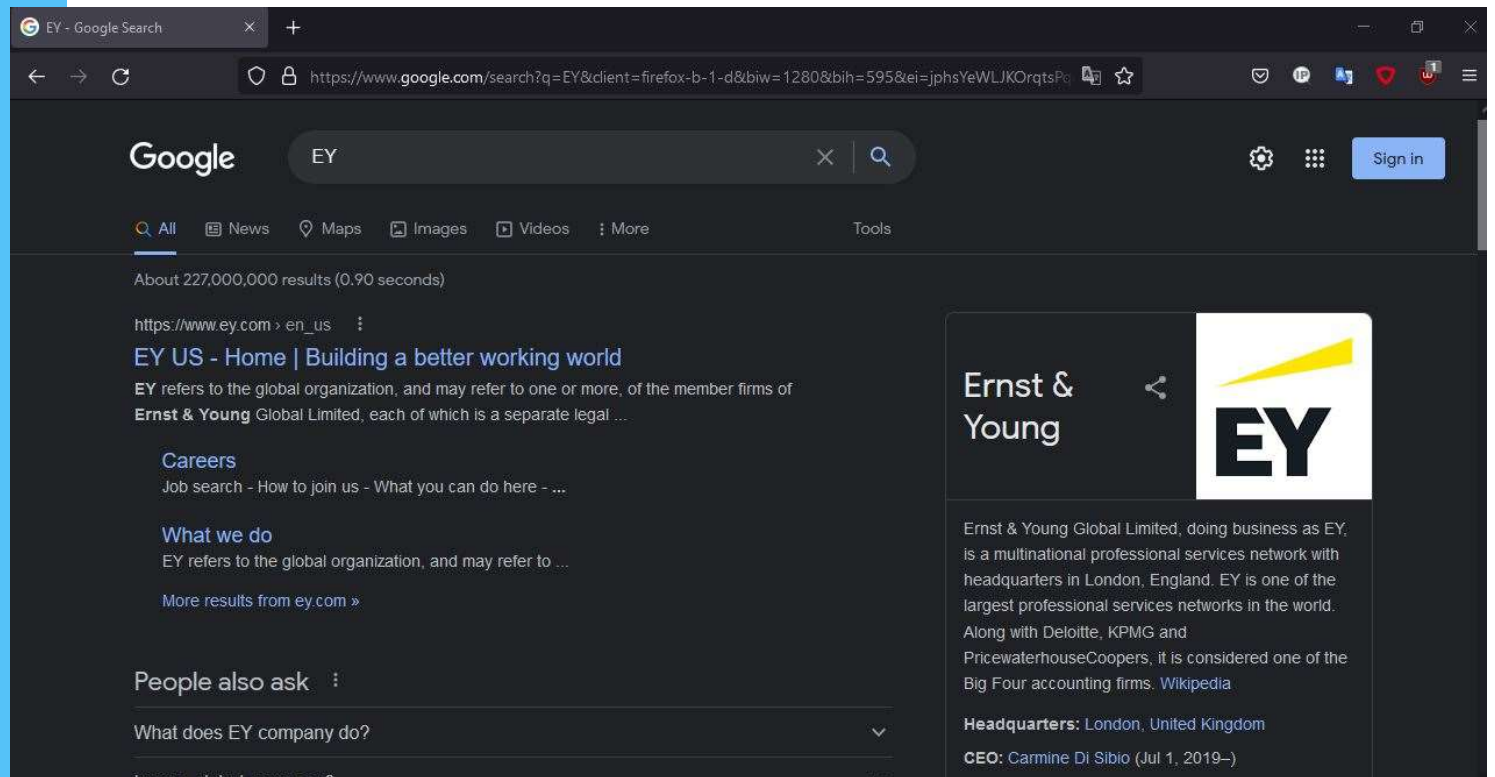 EY - Google Search
https://www.google.com/search?q=EY&client=firefox-b-1-d&biw=1280&bih=595&ei=jphsYeWLJKOrqtsPq
1
Google
EY
Sign in
All News Maps Images Videos More Tools
About 227,000,000 results (0.90 seconds)
https://www.ey.com › en_us
EY US - Home | Building a better working world
EY refers to the global organization, and may refer to one or more, of the member firms of
Ernst & Young Global Limited, each of which is a separate legal ...
Careers
Job search - How to join us - What you can do here - ...
What we do
EY refers to the global organization, and may refer to ...
More results from ey.com »
People also ask
What does EY company do?
Ernst &
Young
EY
Ernst & Young Global Limited, doing business as EY,
is a multinational professional services network with
headquarters in London, England. EY is one of the
largest professional services networks in the world.
Along with Deloitte, KPMG and
PricewaterhouseCoopers, it is considered one of the
Big Four accounting firms. Wikipedia
Headquarters: London, United Kingdom
CEO: Carmine Di Sibio (Jul 1, 2019–)